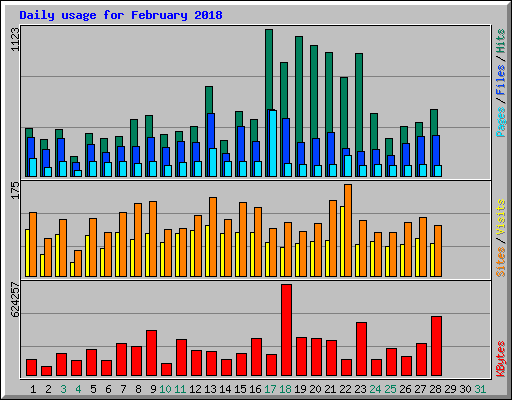 Daily usage for February 2018
1123
Pages / Files / Hits
175
Sites / Visits
624257
KBytes
1 2 3 4 5 6 7 8 9 10 11 12 13 14 15 16 17 18 19 20 21 22 23 24 25 26 27 28 29 30 31